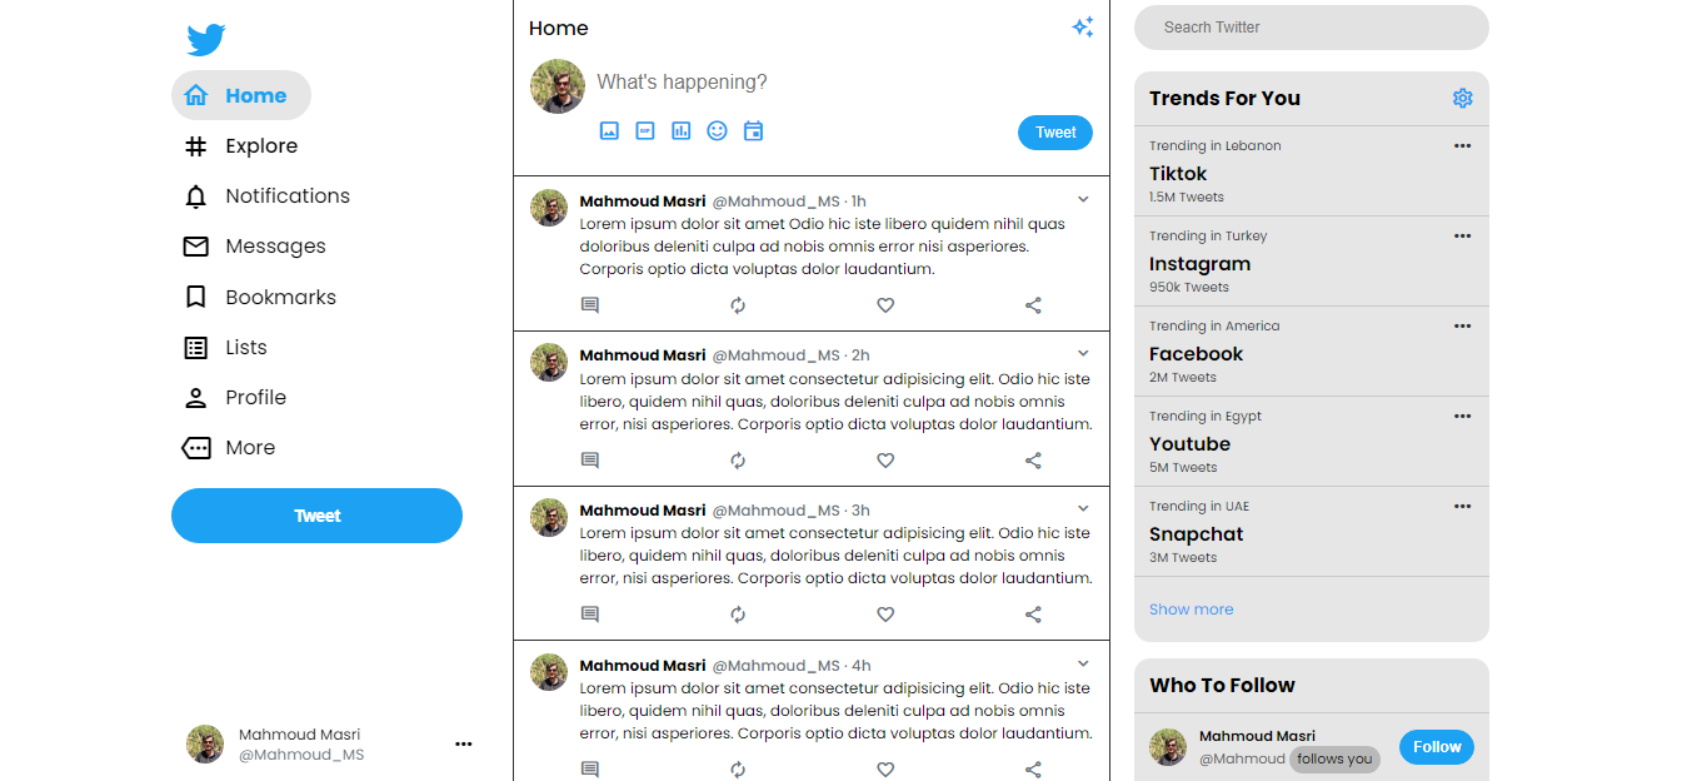 Home
Explore
Notifications
Messages
Bookmarks
Lists
Profile
More
Tweet
Mahmoud Masri
@Mahmoud_MS
Home
What's happening?
GIF
Tweet
Mahmoud Masri @Mahmoud_MS · 1h
Lorem ipsum dolor sit amet Odio hic iste libero quidem nihil quas
doloribus deleniti culpa ad nobis omnis error nisi asperiores.
Corporis optio dicta voluptas dolor laudantium.
Mahmoud Masri @Mahmoud_MS · 2h
Lorem ipsum dolor sit amet consectetur adipisicing elit. Odio hic iste
libero, quidem nihil quas, doloribus deleniti culpa ad nobis omnis
error, nisi asperiores. Corporis optio dicta voluptas dolor laudantium.
Mahmoud Masri @Mahmoud_MS · 3h
Lorem ipsum dolor sit amet consectetur adipisicing elit. Odio hic iste
libero, quidem nihil quas, doloribus deleniti culpa ad nobis omnis
error, nisi asperiores. Corporis optio dicta voluptas dolor laudantium.
Mahmoud Masri @Mahmoud_MS · 4h
Lorem ipsum dolor sit amet consectetur adipisicing elit. Odio hic iste
libero, quidem nihil quas, doloribus deleniti culpa ad nobis omnis
error, nisi asperiores. Corporis optio dicta voluptas dolor laudantium.
Seacrh Twitter
Trends For You
Trending in Lebanon
Tiktok
1.5M Tweets
Trending in Turkey
Instagram
950k Tweets
Trending in America
Facebook
2M Tweets
Trending in Egypt
Youtube
5M Tweets
Trending in UAE
Snapchat
3M Tweets
Show more
Who To Follow
Mahmoud Masri
@Mahmoud follows you
Follow